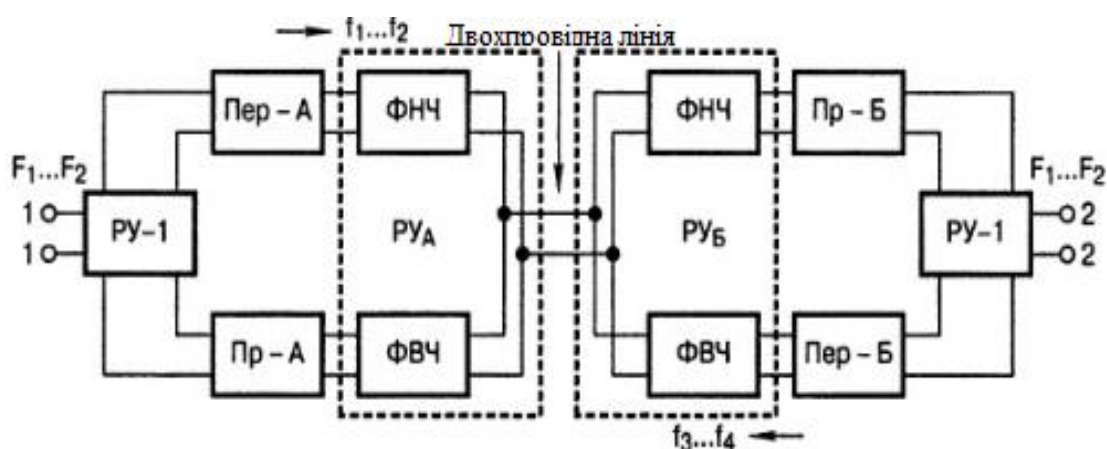 f1...f2
Двохпровідна лінія
Пер – А
ФНЧ
ФНЧ
Пр – Б
F1...F2
F1...F2
1
РУ–1
РУА
РУБ
РУ–1
2
1
2
Пр – А
ФВЧ
ФВЧ
Пер – Б
f3...f4